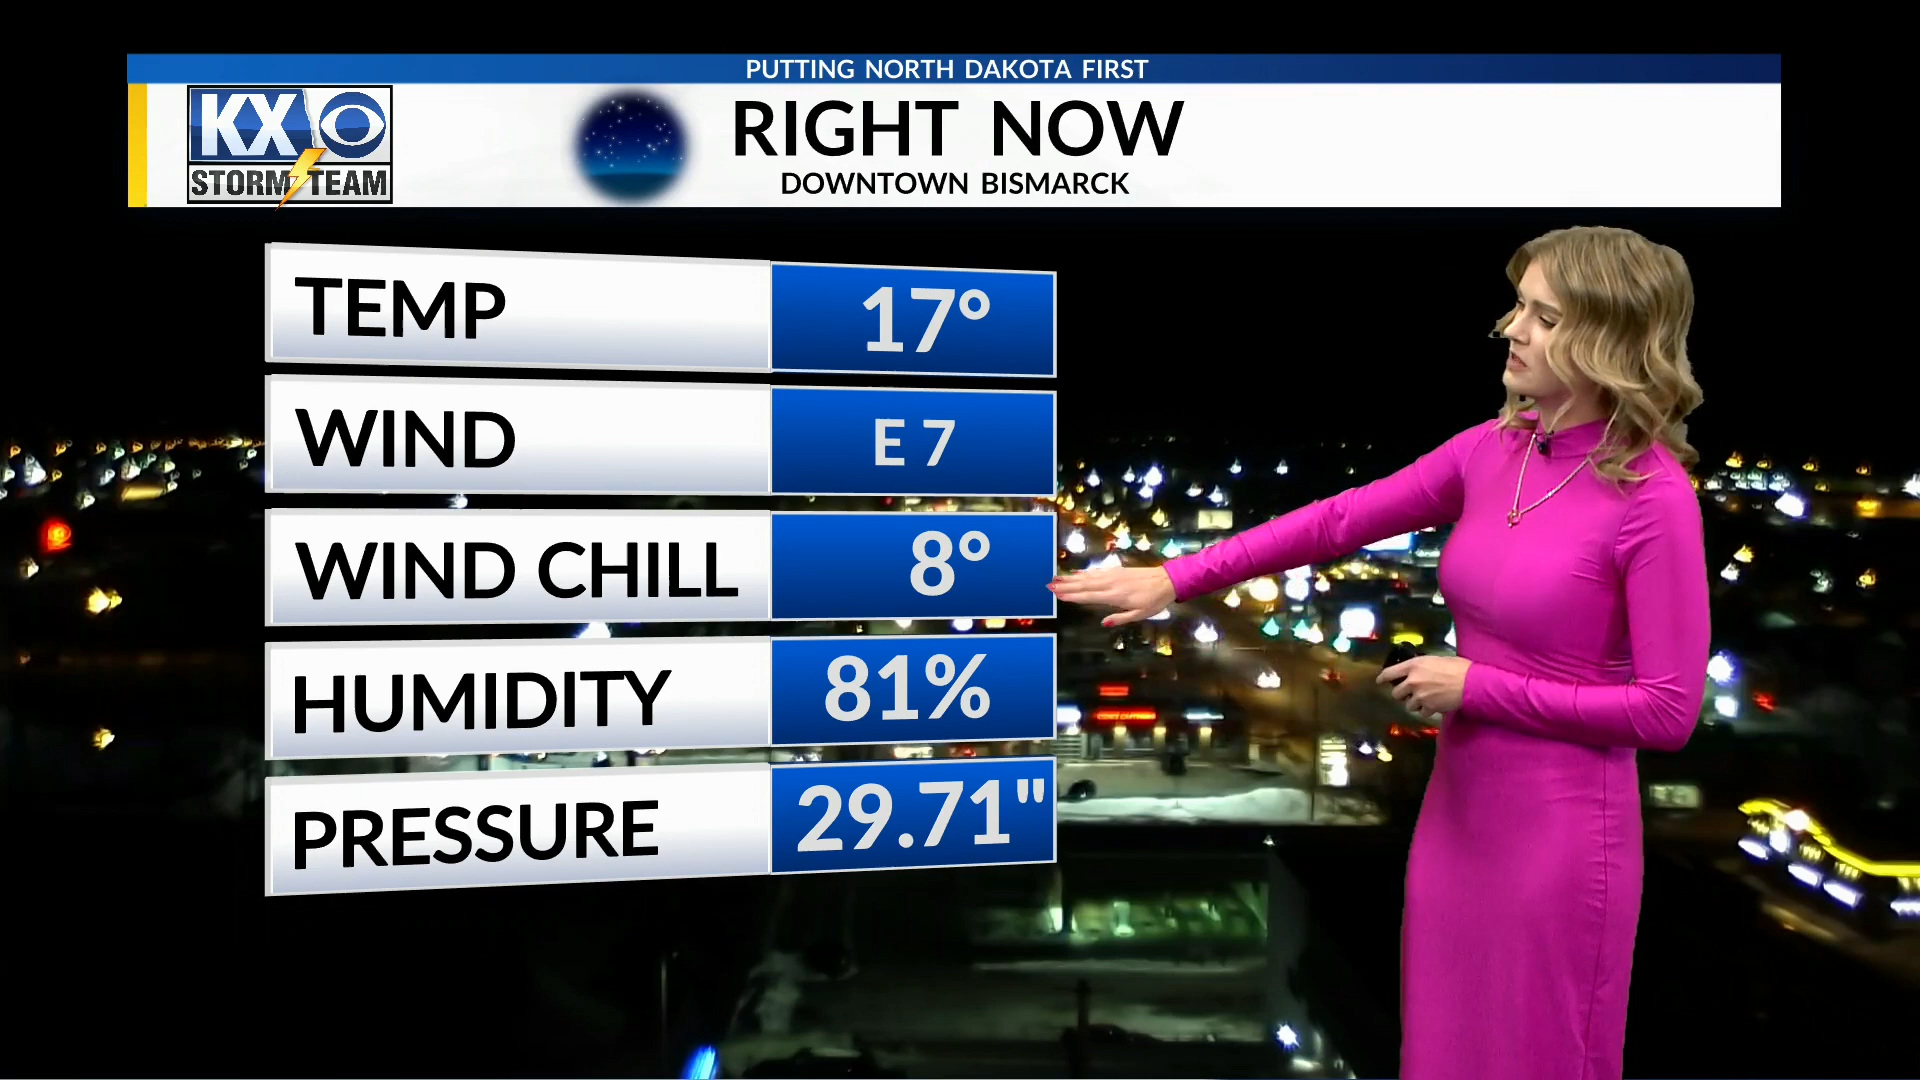 PUTTING NORTH DAKOTA FIRST
KX
STORM TEAM
RIGHT NOW
DOWNTOWN BISMARCK
TEMP 17°
WIND E 7
WIND CHILL 8°
HUMIDITY 81%
PRESSURE 29.71"